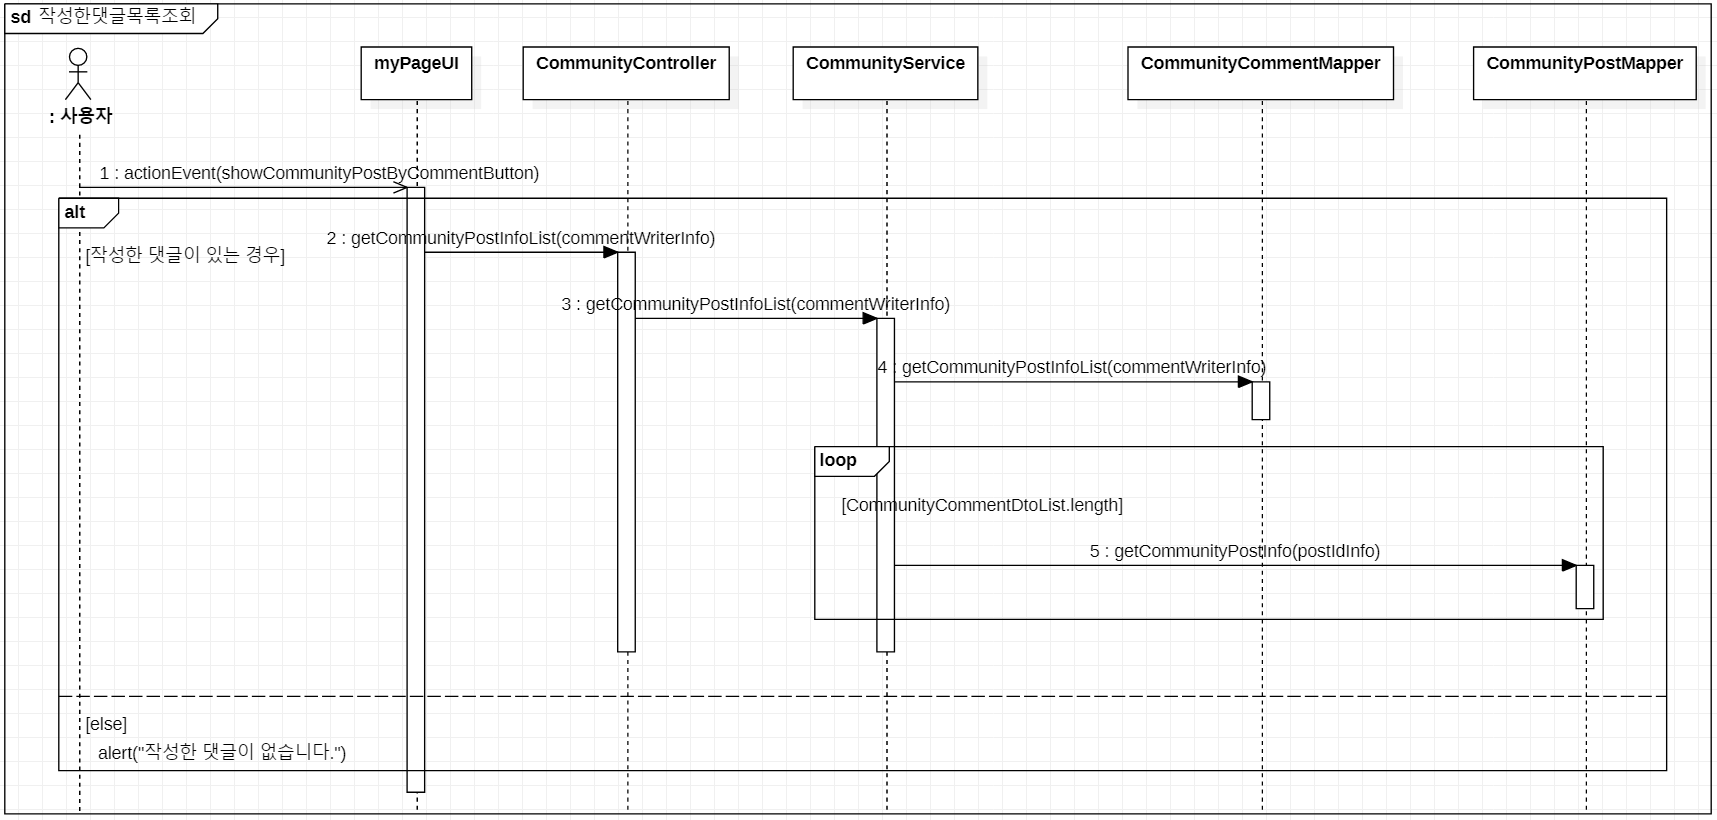 sd 작성한댓글목록조회
: 사용자
myPageUI
CommunityController
CommunityService
CommunityCommentMapper
CommunityPostMapper
1 : actionEvent(showCommunityPostByCommentButton)
alt
[작성한 댓글이 있는 경우]
2 : getCommunityPostInfoList(commentWriterInfo)
3 : getCommunityPostInfoList(commentWriterInfo)
4 : getCommunityPostInfoList(commentWriterInfo)
loop
[CommunityCommentDtoList.length]
5 : getCommunityPostInfo(postIdInfo)
[else]
alert("작성한 댓글이 없습니다.")